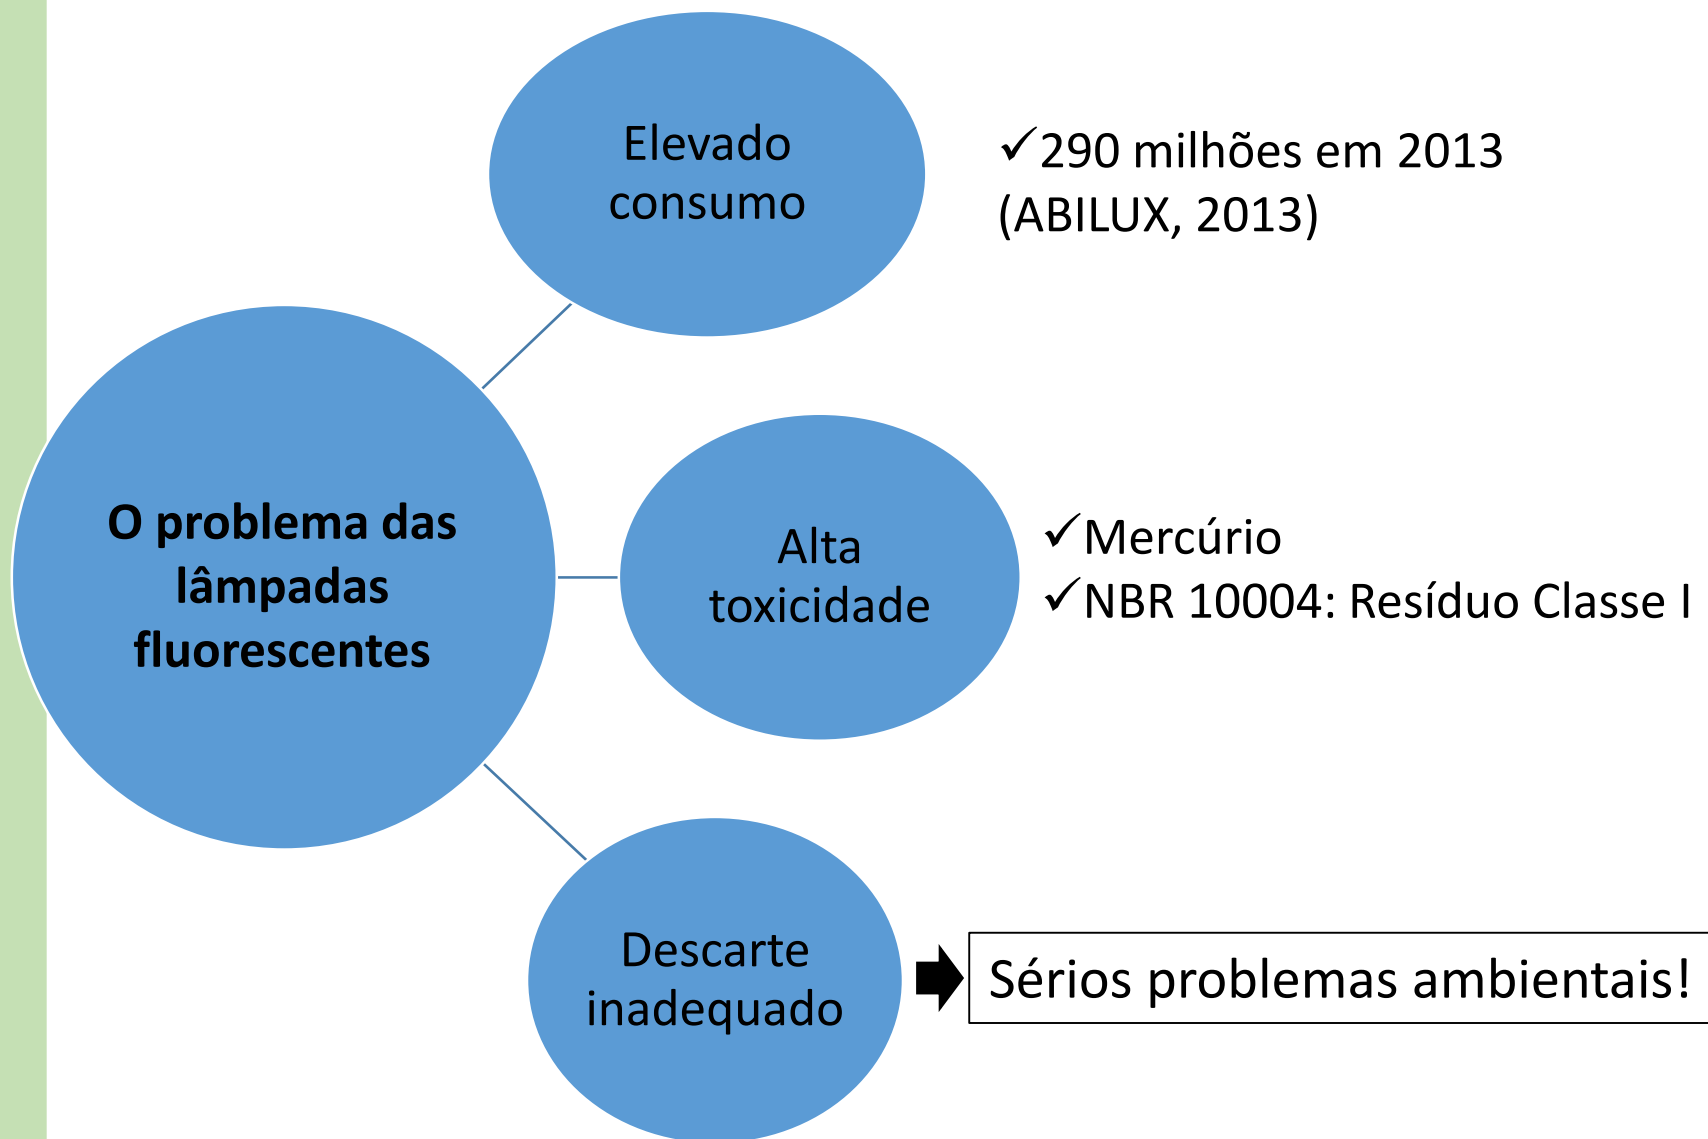 Elevado
consumo
✓290 milhões em 2013
(ABILUX, 2013)
O problema das
lâmpadas
fluorescentes
Alta
toxicidade
✓Mercúrio
✓NBR 10004: Resíduo Classe I
Descarte
inadequado
Sérios problemas ambientais!